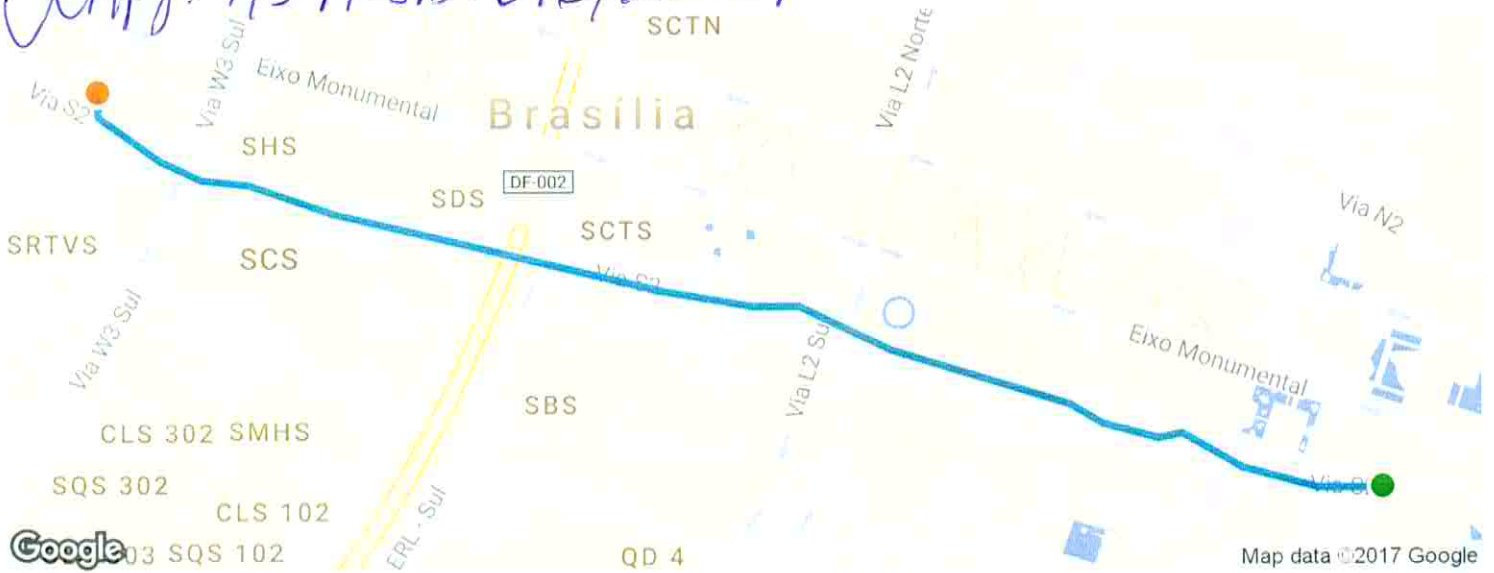 SCTN
Via W3 Sul
Via L2 Norte
Eixo Monumental
Via S2
Brasília
SHS
DF-002
SDS
Via N2
SCTS
SRTVS
SCS
Via S2
Via W3 Sul
Via L2 Sul
Eixo Monumental
SBS
CLS 302 SMHS
SQS 302
CLS 102
ERL - Sul
Google
03 SQS 102
QD 4
Map data ©2017 Google